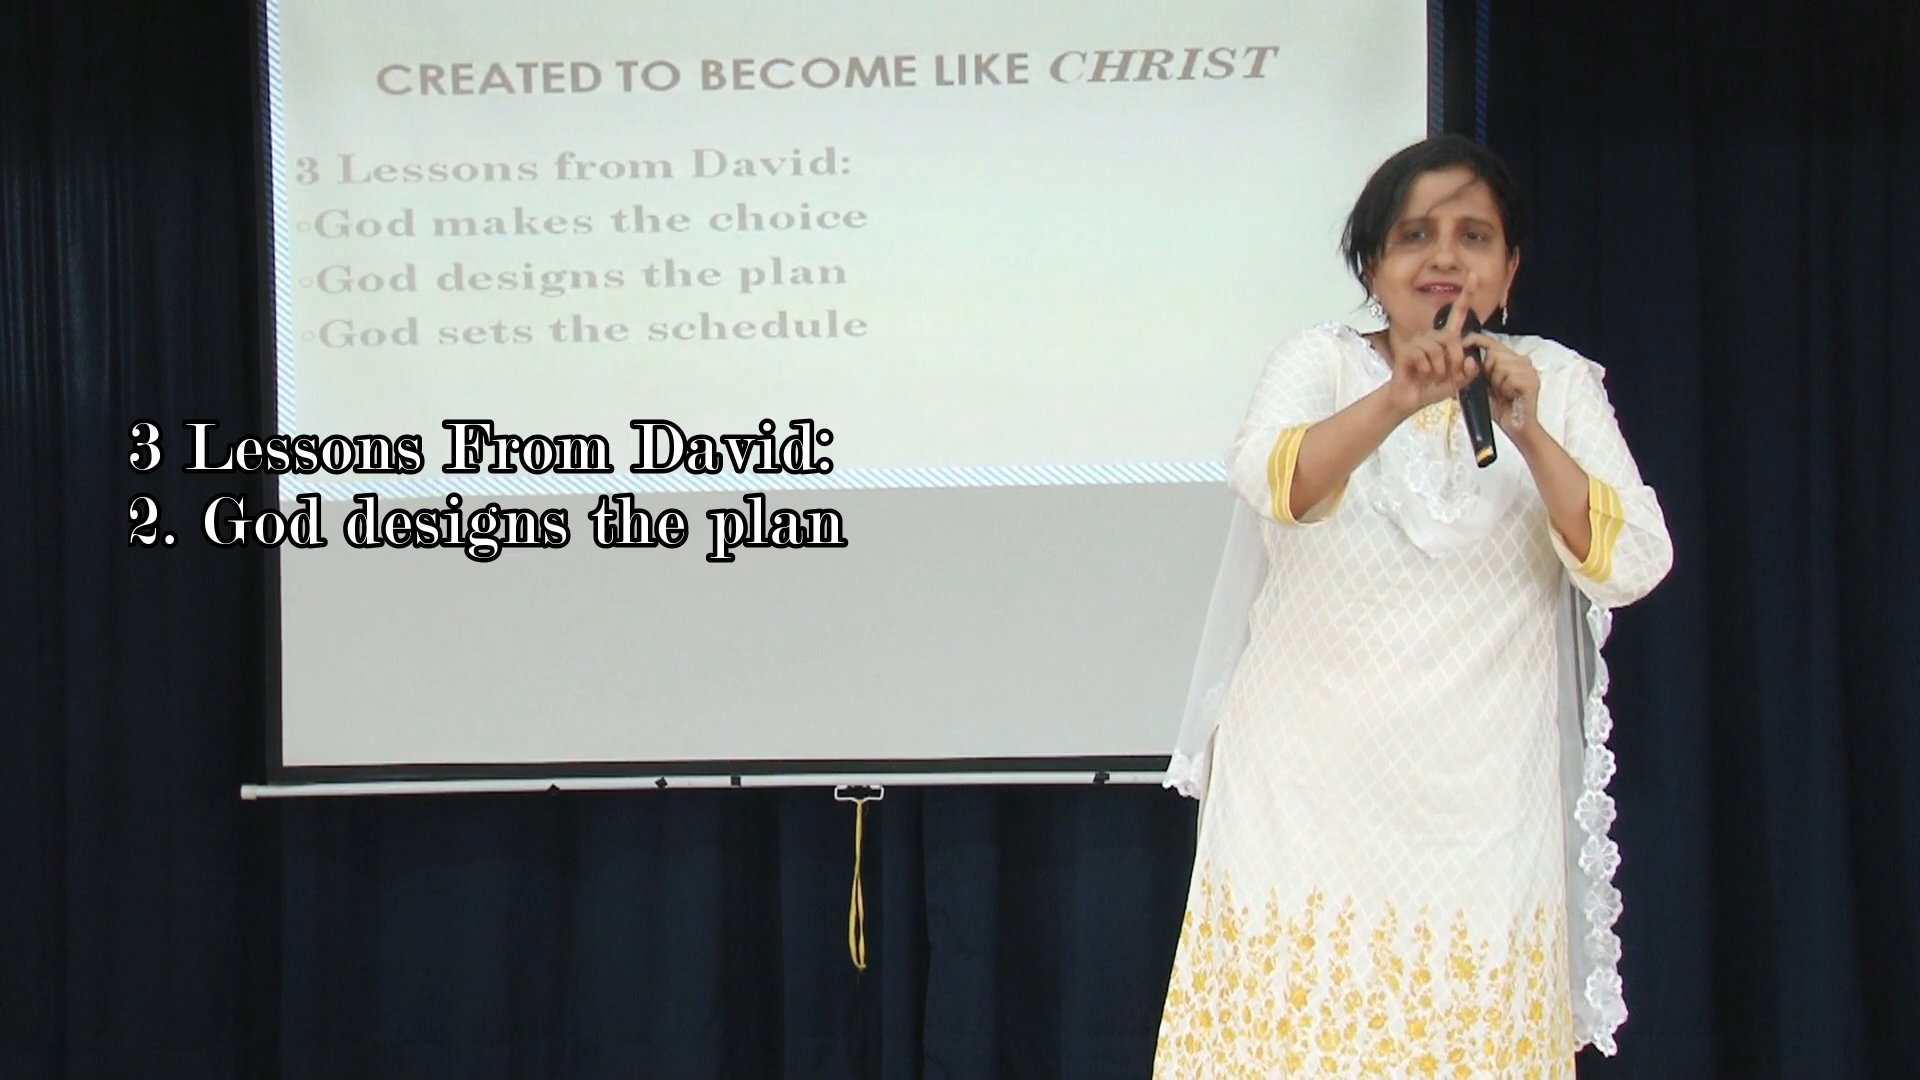 CREATED TO BECOME LIKE CHRIST
3 Lessons from David:
◦God makes the choice
◦God designs the plan
◦God sets the schedule
3 Lessons From David:
2. God designs the plan